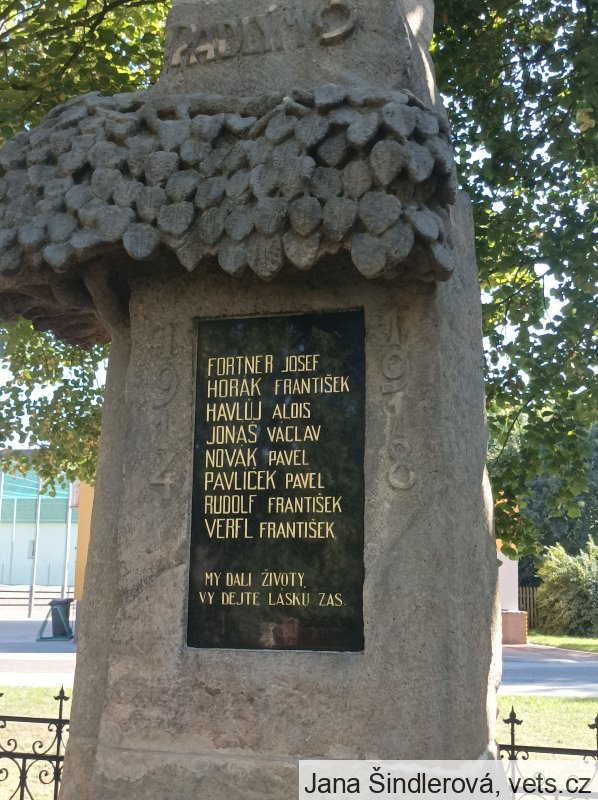 PADLÝM
1914
1918
FORTNER JOSEF
HORÁK FRANTIŠEK
HAVLŮJ ALOIS
JONÁŠ VÁCLAV
NOVÁK PAVEL
PAVLÍČEK PAVEL
RUDOLF FRANTIŠEK
VERFL FRANTIŠEK
MY DALI ŽIVOTY,
VY DEJTE LÁSKU ZAS.
Jana Šindlerová, vets.cz